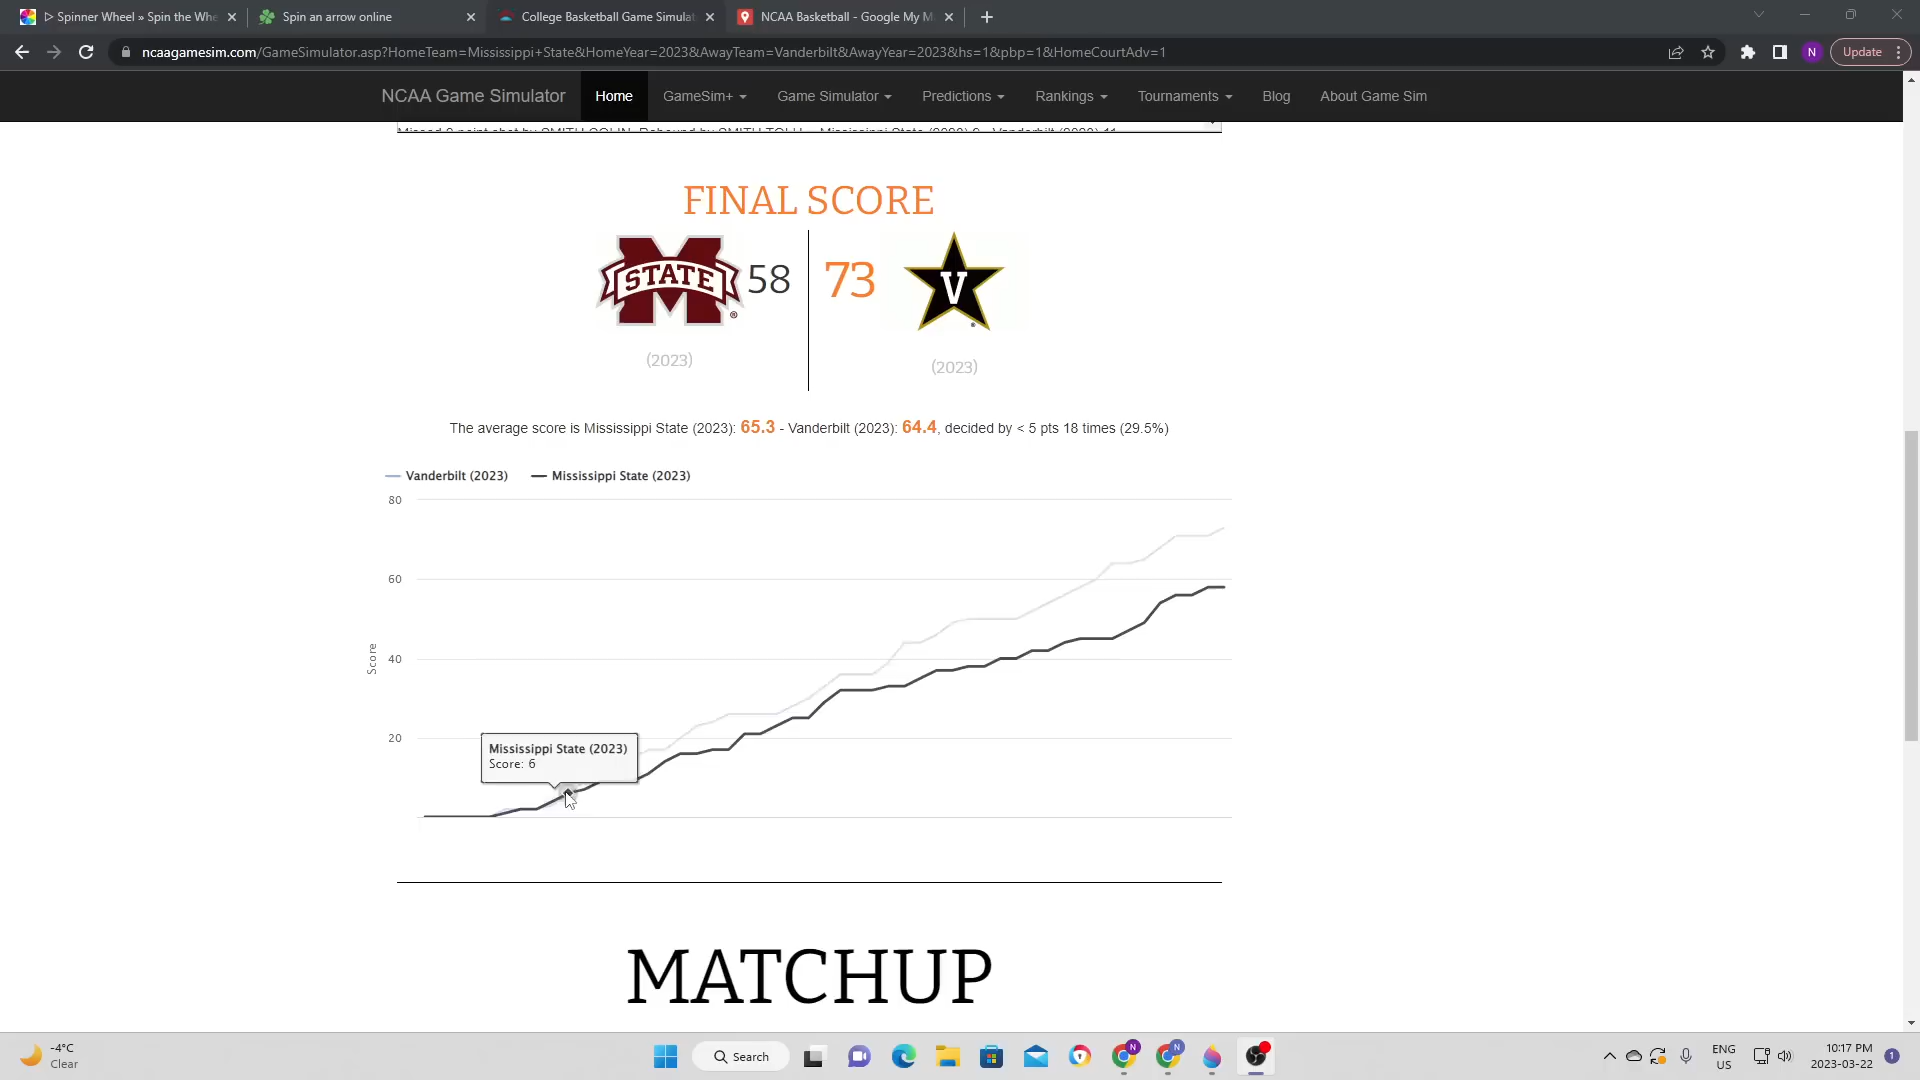 Spinner Wheel » Spin the Whe
Spin an arrow online
College Basketball Game Simulat
NCAA Basketball - Google My M
ncaagamesim.com/GameSimulator.asp?HomeTeam=Mississippi+State&HomeYear=2023&AwayTeam=Vanderbilt&AwayYear=2023&hs=1&pbp=1&HomeCourtAdv=1
N
Update
NCAA Game Simulator
Home
GameSim+
Game Simulator
Predictions
Rankings
Tournaments
Blog
About Game Sim
FINAL SCORE
STATE
58
73
V
(2023)
(2023)
The average score is Mississippi State (2023): 65.3 - Vanderbilt (2023): 64.4, decided by < 5 pts 18 times (29.5%)
Vanderbilt (2023)
Mississippi State (2023)
80
60
40
20
Score
Mississippi State (2023)
Score: 6
MATCHUP
-4°C
Clear
Search
N
N
ENG
US
10:17 PM
2023-03-22
1